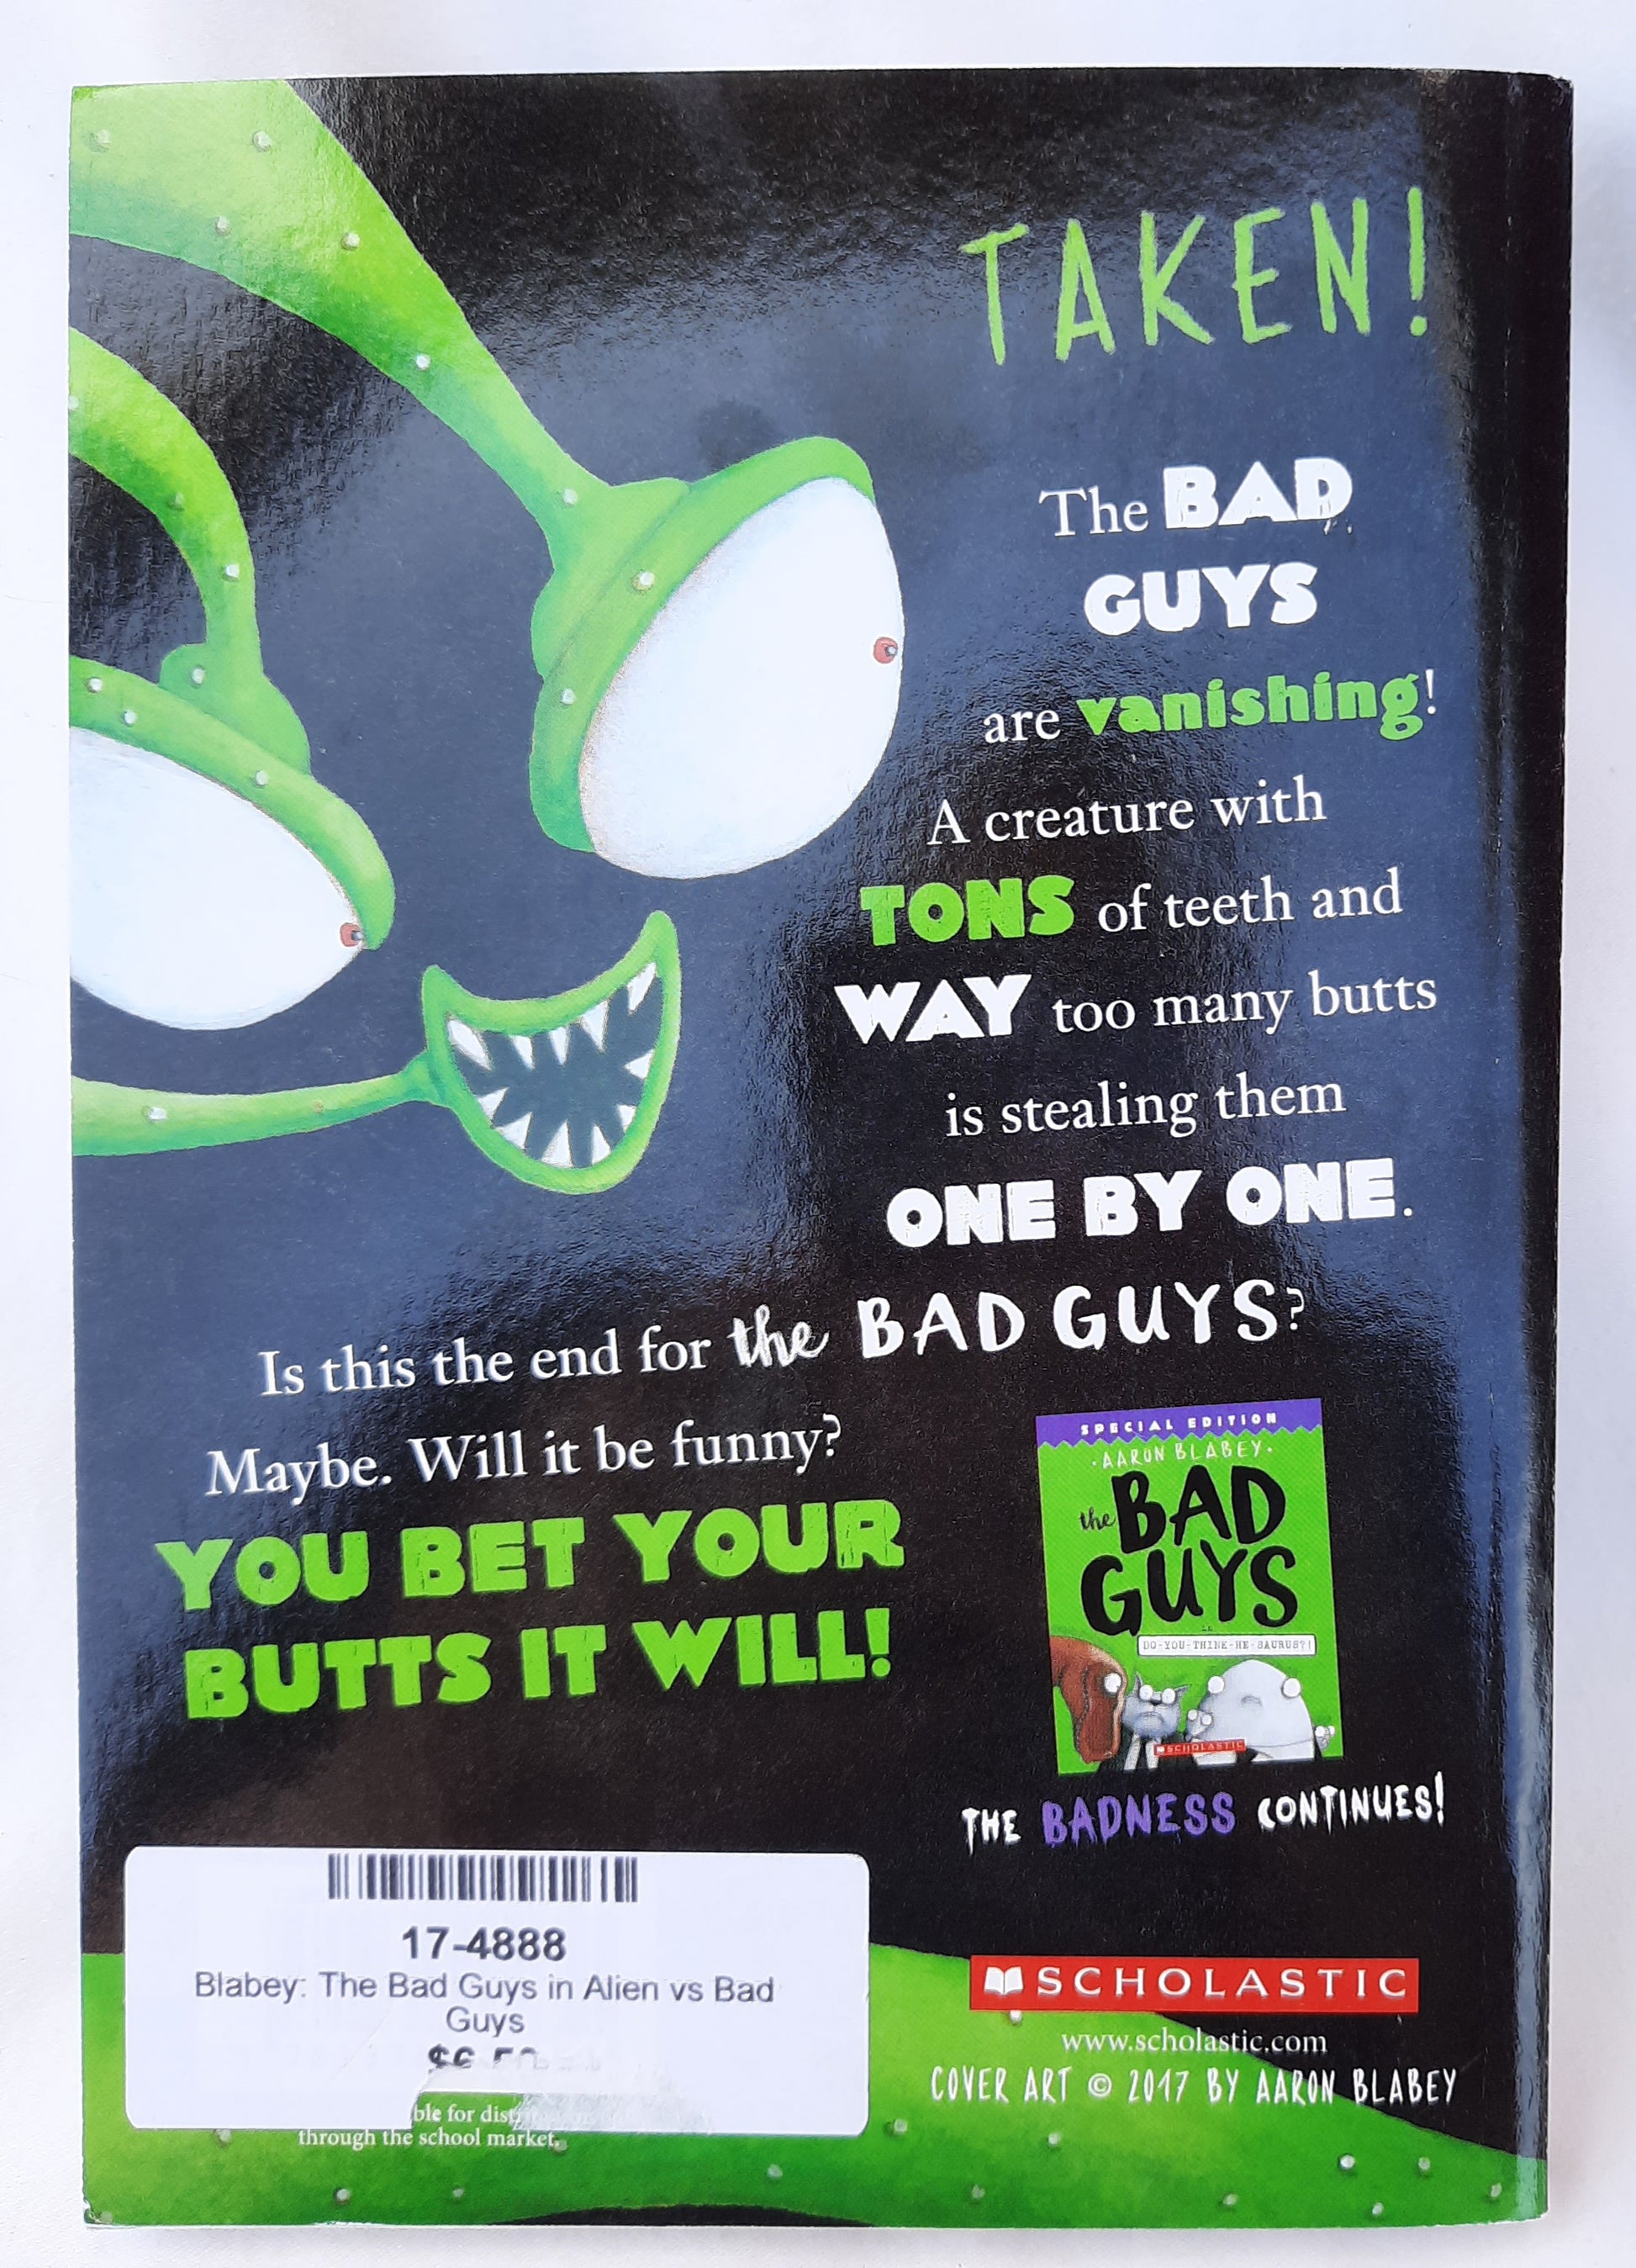 TAKEN!
The BAD
GUYS
are vanishing!
A creature with
TONS of teeth and
WAY too many butts
is stealing them
ONE BY ONE.
Is this the end for the BAD GUYS?
Maybe. Will it be funny?
YOU BET YOUR
BUTTS IT WILL!
SPECIAL EDITION
·AARON BLABEY·
the BAD
GUYS
in
DO-YOU-THINK-HE-SAURUS?!
SCHOLASTIC
THE BADNESS CONTINUES!
17-4888
Blabey: The Bad Guys in Alien vs Bad
Guys
for
through the school market.
SCHOLASTIC
www.scholastic.com
COVER ART © 2017 BY AARON BLABEY